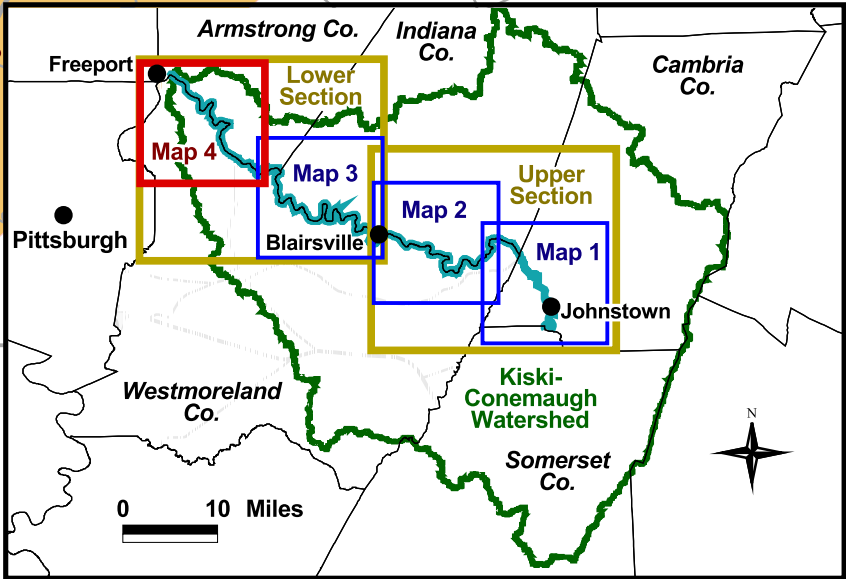 Armstrong Co.
Indiana
Co.
Cambria
Co.
Freeport
Lower
Section
Map 4
Map 3
Upper
Section
Map 2
Pittsburgh
Blairsville
Map 1
Johnstown
Westmoreland
Co.
Kiski-
Conemaugh
Watershed
Somerset
Co.
N
0 10 Miles